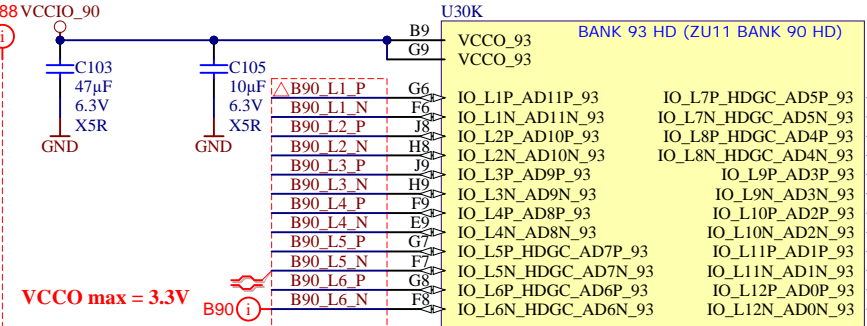 88 VCCIO_90
U30K
i
B9
G9
VCCO_93
VCCO_93
BANK 93 HD (ZU11 BANK 90 HD)
C103
47µF
6.3V
X5R
GND
C105
10µF
6.3V
X5R
GND
B90_L1_P G6 IO_L1P_AD11P_93 IO_L7P_HDGC_AD5P_93
B90_L1_N F6 IO_L1N_AD11N_93 IO_L7N_HDGC_AD5N_93
B90_L2_P J8 IO_L2P_AD10P_93 IO_L8P_HDGC_AD4P_93
B90_L2_N H8 IO_L2N_AD10N_93 IO_L8N_HDGC_AD4N_93
B90_L3_P J9 IO_L3P_AD9P_93 IO_L9P_AD3P_93
B90_L3_N H9 IO_L3N_AD9N_93 IO_L9N_AD3N_93
B90_L4_P F9 IO_L4P_AD8P_93 IO_L10P_AD2P_93
B90_L4_N E9 IO_L4N_AD8N_93 IO_L10N_AD2N_93
B90_L5_P G7 IO_L5P_HDGC_AD7P_93 IO_L11P_AD1P_93
B90_L5_N F7 IO_L5N_HDGC_AD7N_93 IO_L11N_AD1N_93
B90_L6_P G8 IO_L6P_HDGC_AD6P_93 IO_L12P_AD0P_93
B90_L6_N F8 IO_L6N_HDGC_AD6N_93 IO_L12N_AD0N_93
VCCO max = 3.3V
B90 i